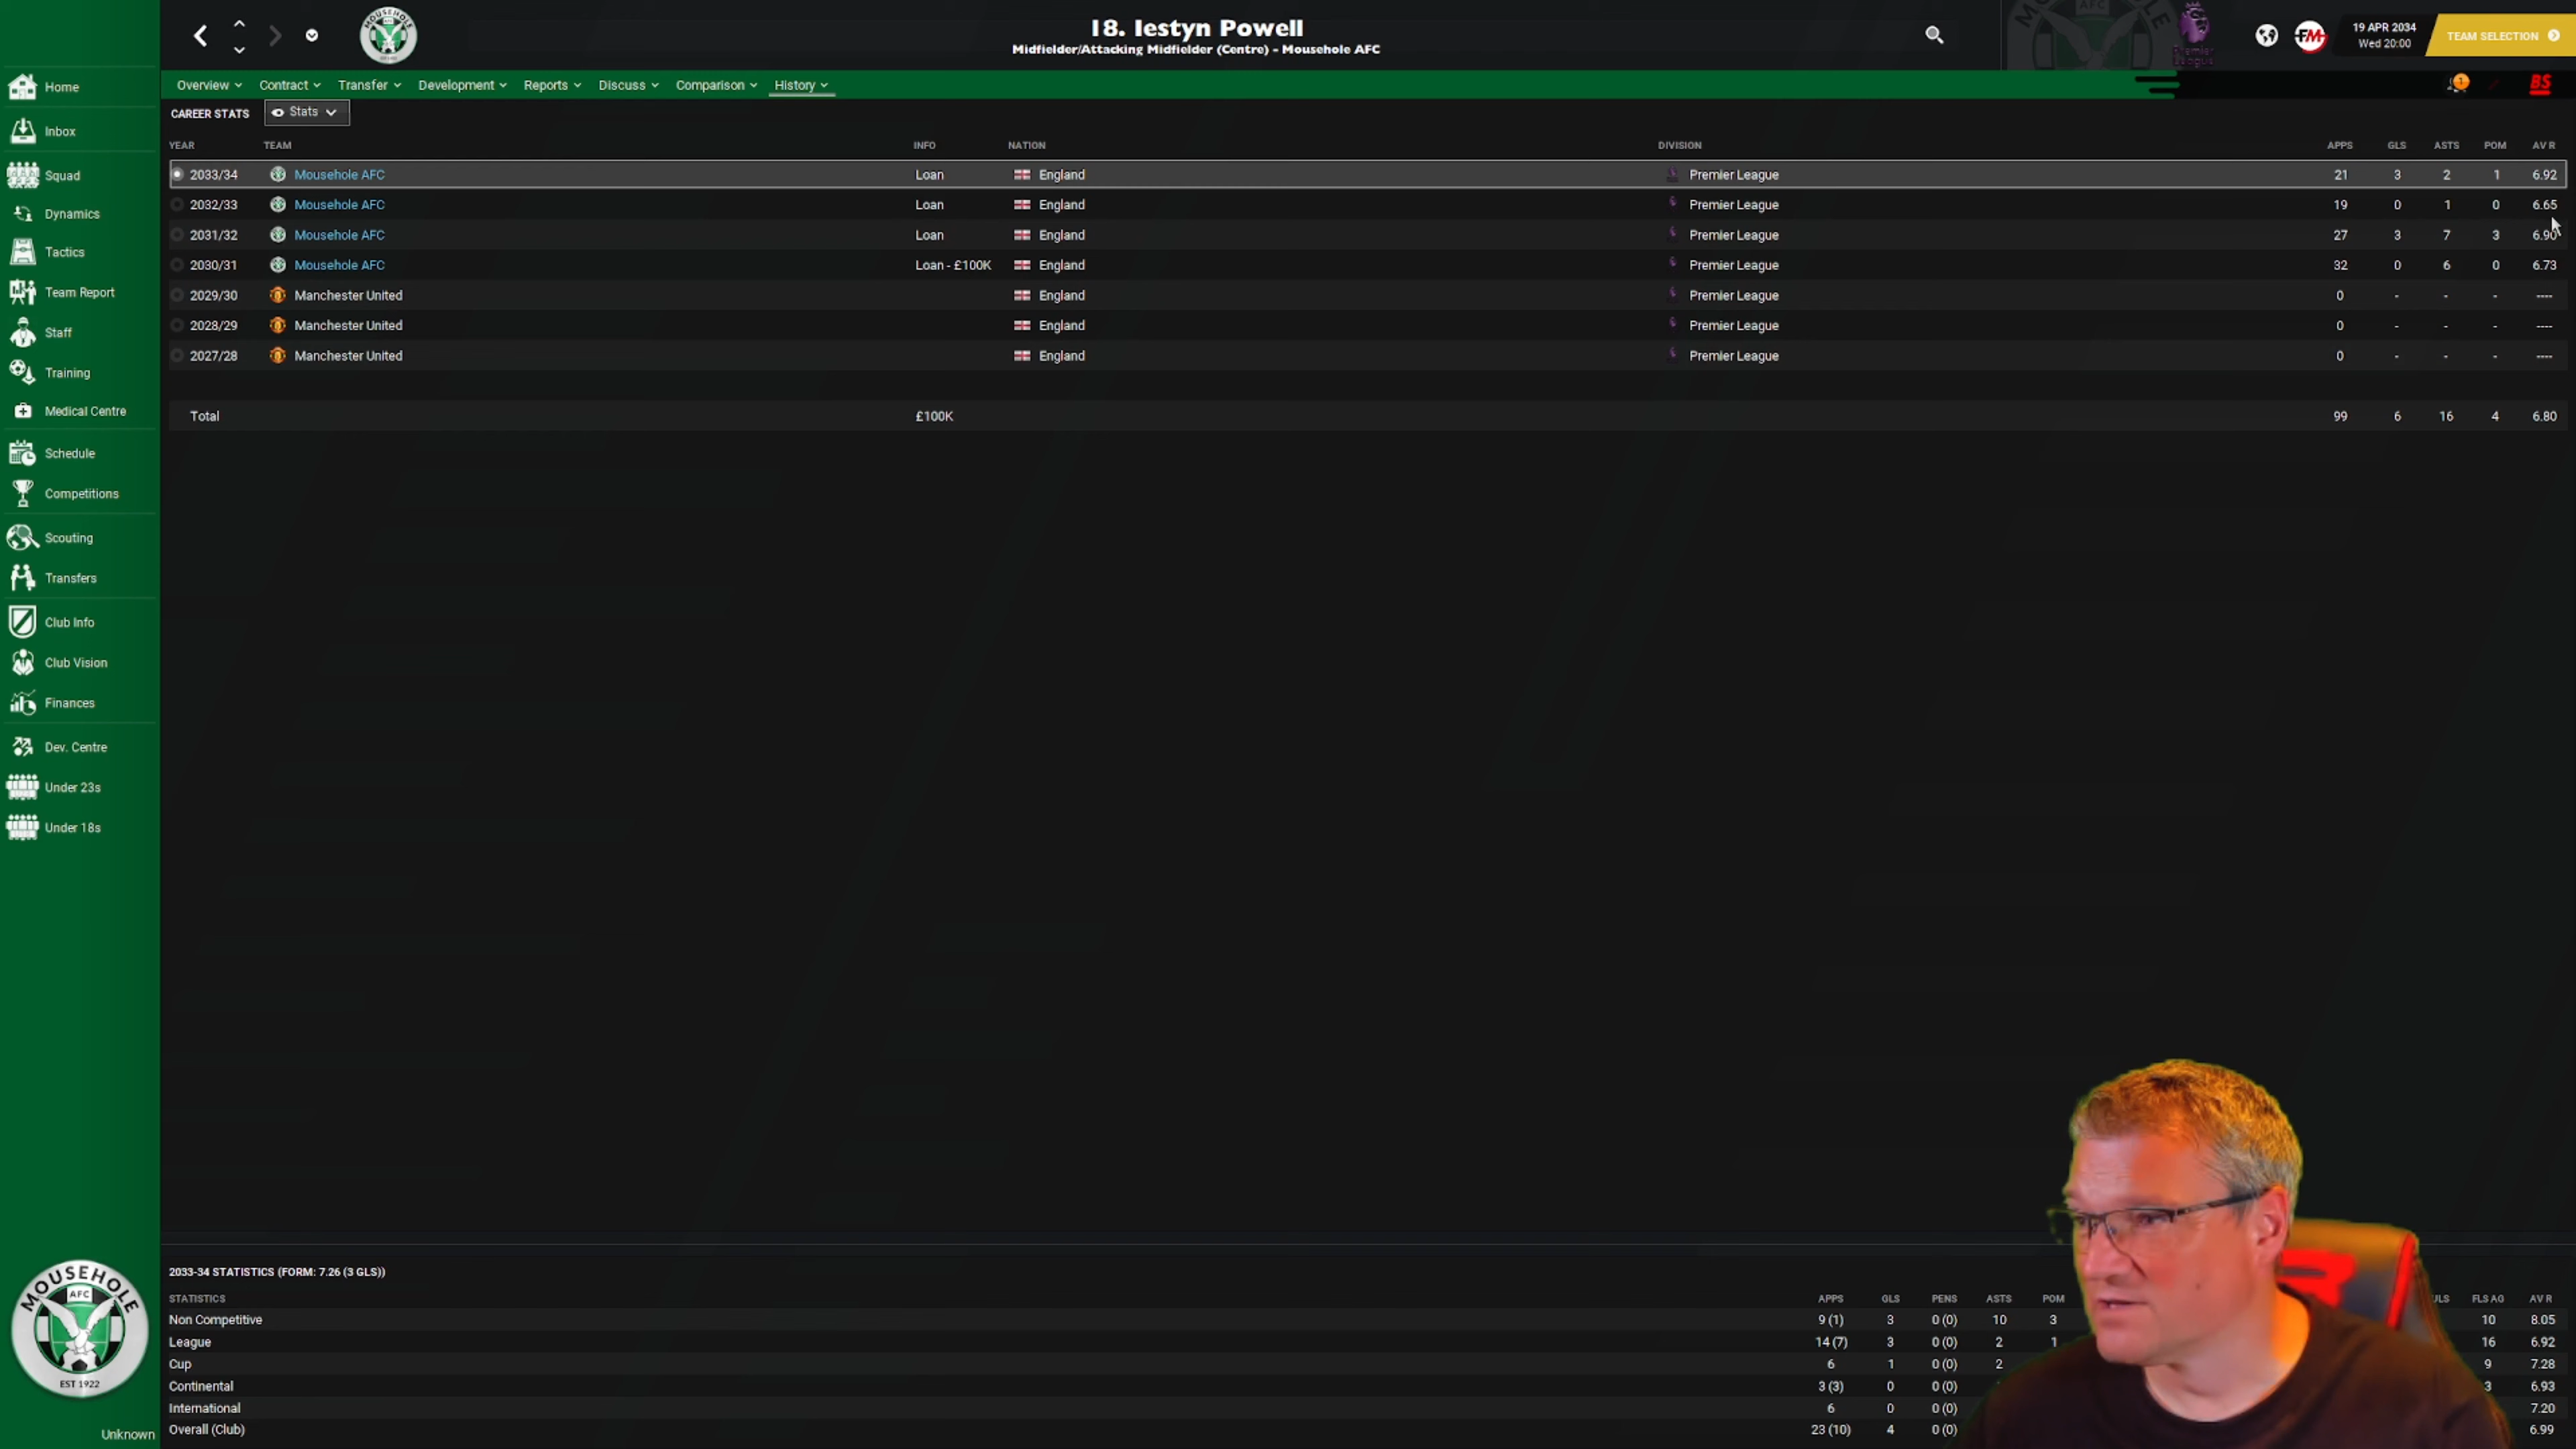 18. Iestyn Powell
Midfielder/Attacking Midfielder (Centre) - Mousehole AFC
19 APR 2034
Wed 20:00
TEAM SELECTION
Overview Contract Transfer Development Reports Discuss Comparison History
BS
CAREER STATS Stats
YEAR TEAM INFO NATION DIVISION APPS GLS ASTS POM AV R
2033/34 Mousehole AFC Loan England Premier League 21 3 2 1 6.92
2032/33 Mousehole AFC Loan England Premier League 19 0 1 0 6.65
2031/32 Mousehole AFC Loan England Premier League 27 3 7 3 6.90
2030/31 Mousehole AFC Loan - £100K England Premier League 32 0 6 0 6.73
2029/30 Manchester United England Premier League 0 - - - ----
2028/29 Manchester United England Premier League 0 - - - ----
2027/28 Manchester United England Premier League 0 - - - ----
Total £100K 99 6 16 4 6.80
Home
Inbox
Squad
Dynamics
Tactics
Team Report
Staff
Training
Medical Centre
Schedule
Competitions
Scouting
Transfers
Club Info
Club Vision
Finances
Dev. Centre
Under 23s
Under 18s
MOUSEHOLE
AFC
EST 1922
Unknown
2033-34 STATISTICS (FORM: 7.26 (3 GLS))
STATISTICS APPS GLS PENS ASTS POM FLS AG AV R
Non Competitive 9 (1) 3 0 (0) 10 3 10 8.05
League 14 (7) 3 0 (0) 2 1 16 6.92
Cup 6 1 0 (0) 2 9 7.28
Continental 3 (3) 0 0 (0) 3 6.93
International 6 0 0 (0) 7.20
Overall (Club) 23 (10) 4 0 (0) 6.99